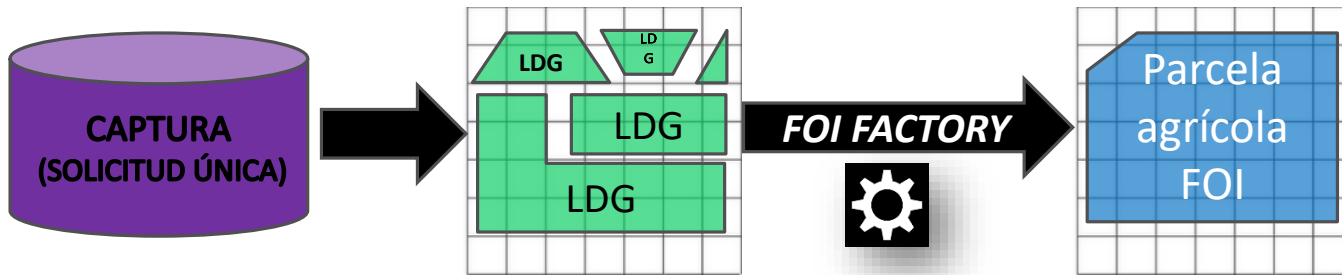 CAPTURA
(SOLICITUD ÚNICA)
LDG
LD
G
LDG
LDG
FOI FACTORY
Parcela
agrícola
FOI